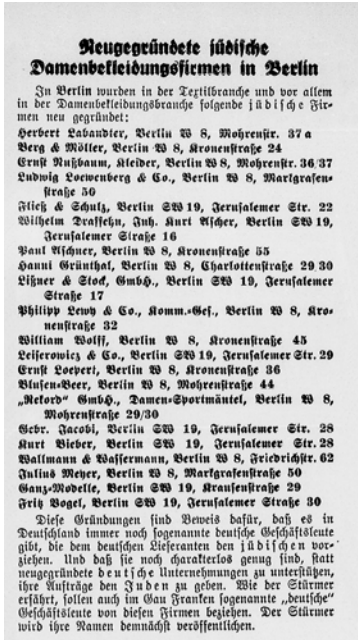 Neugegründete jüdische
Damenbekleidungsfirmen in Berlin
In Berlin wurden in der Textilbranche und vor allem
in der Damenbekleidungsbranche folgende jüdische Fir-
men neu gegründet:
Herbert Labandter, Berlin W 8, Mohrenstr. 37a
Berg & Möller, Berlin W 8, Kronenstraße 24
Ernst Nußbaum, Kleider, Berlin W 8, Mohrenstr. 36/37
Ludwig Loewenberg & Co., Berlin W 8, Markgrafen-
straße 50
Fließ & Schulz, Berlin SW 19, Jerusalemer Str. 22
Wilhelm Drassehn, Inh. Kurt Ascher, Berlin SW 19,
Jerusalemer Straße 16
Paul Aschner, Berlin W 8, Kronenstraße 55
Hanni Grünthal, Berlin W 8, Charlottenstraße 29/30
Lißner & Stock, GmbH., Berlin SW 19, Jerusalemer
Straße 17
Philipp Lewy & Co., Komm.-Ges., Berlin W 8, Kro-
nenstraße 32
William Wolff, Berlin W 8, Kronenstraße 45
Leiserowicz & Co., Berlin SW 19, Jerusalemer Str. 29
Ernst Loepert, Berlin W 8, Kronenstraße 36
Blusen-Beer, Berlin W 8, Mohrenstraße 44
„Rekord" GmbH., Damen-Sportmäntel, Berlin W 8,
Mohrenstraße 29/30
Gebr. Jacobi, Berlin SW 19, Jerusalemer Str. 28
Kurt Bieber, Berlin SW 19, Jerusalemer Str. 28
Wallmann & Wassermann, Berlin W 8, Friedrichstr. 62
Julius Meyer, Berlin W 8, Markgrafenstraße 50
Ganz-Modelle, Berlin SW 19, Krausenstraße 29
Fritz Vogel, Berlin SW 19, Jerusalemer Straße 30
Diese Gründungen sind Beweis dafür, daß es in
Deutschland immer noch sogenannte deutsche Geschäftsleute
gibt, die dem deutschen Lieferanten den jüdischen vor-
ziehen. Und daß sie noch charakterlos genug sind, statt
neugegründete deutsche Unternehmungen zu unterstützen,
ihre Aufträge den Juden zu geben. Wie der Stürmer
erfährt, sollen auch im Gau Franken sogenannte „deutsche"
Geschäftsleute von diesen Firmen beziehen. Der Stürmer
wird ihre Namen demnächst veröffentlichen.